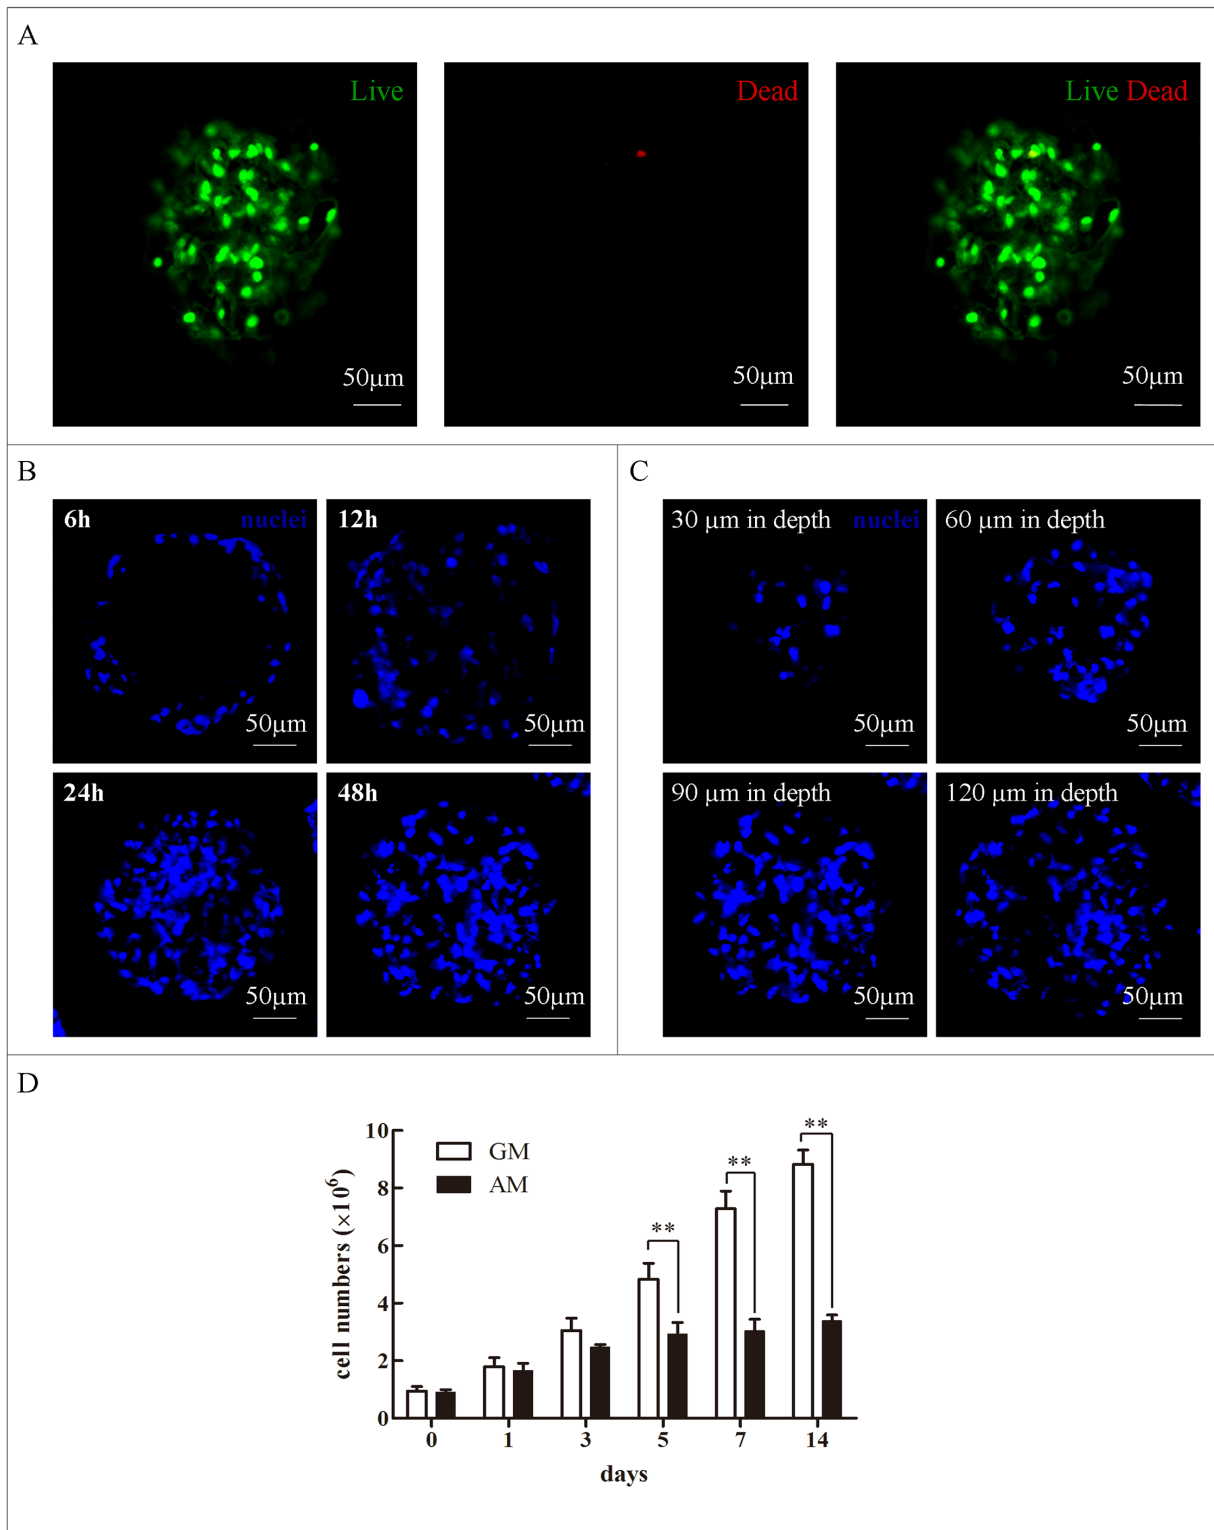 A
Live
Dead
Live Dead
50µm
50µm
50µm
B
C
6h
nuclei
12h
30 µm in depth
nuclei
60 µm in depth
50µm
50µm
50µm
50µm
24h
48h
90 µm in depth
120 µm in depth
50µm
50µm
50µm
50µm
D
10
8
6
4
2
0
cell numbers (×10⁶)
GM
AM
**
**
**
0 1 3 5 7 14
days